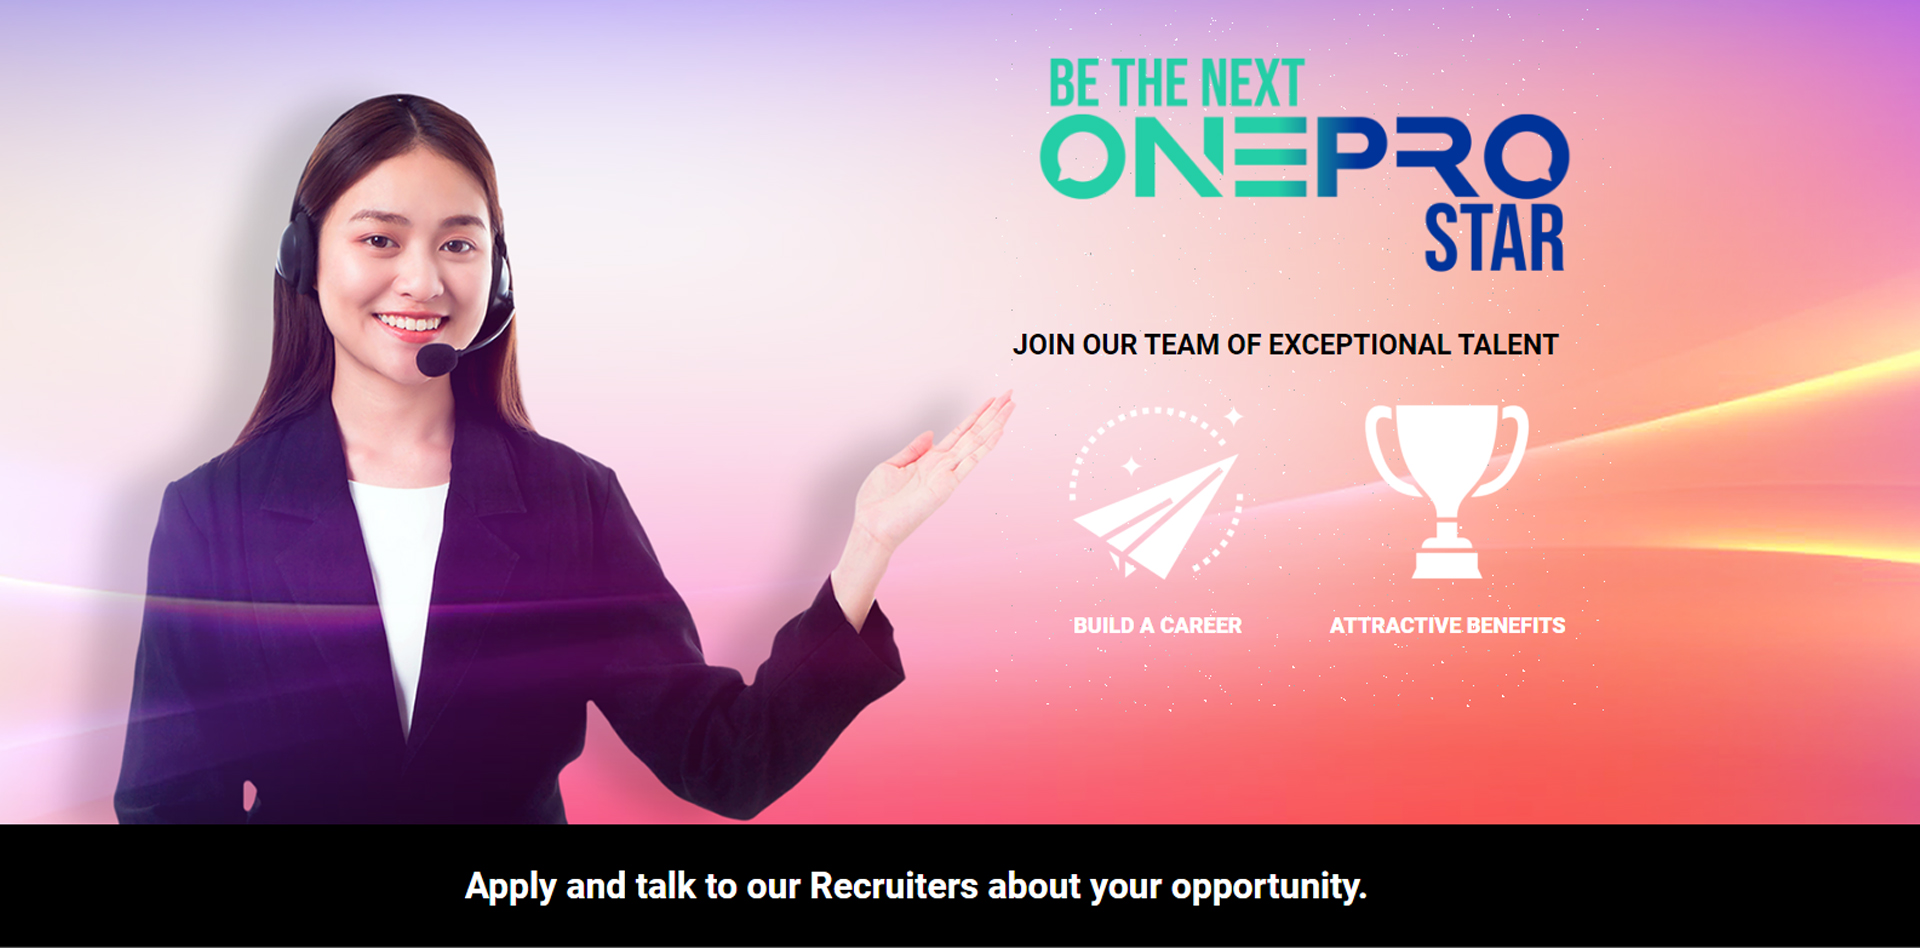 BE THE NEXT
ONEPRO
STAR
JOIN OUR TEAM OF EXCEPTIONAL TALENT
BUILD A CAREER
ATTRACTIVE BENEFITS
Apply and talk to our Recruiters about your opportunity.